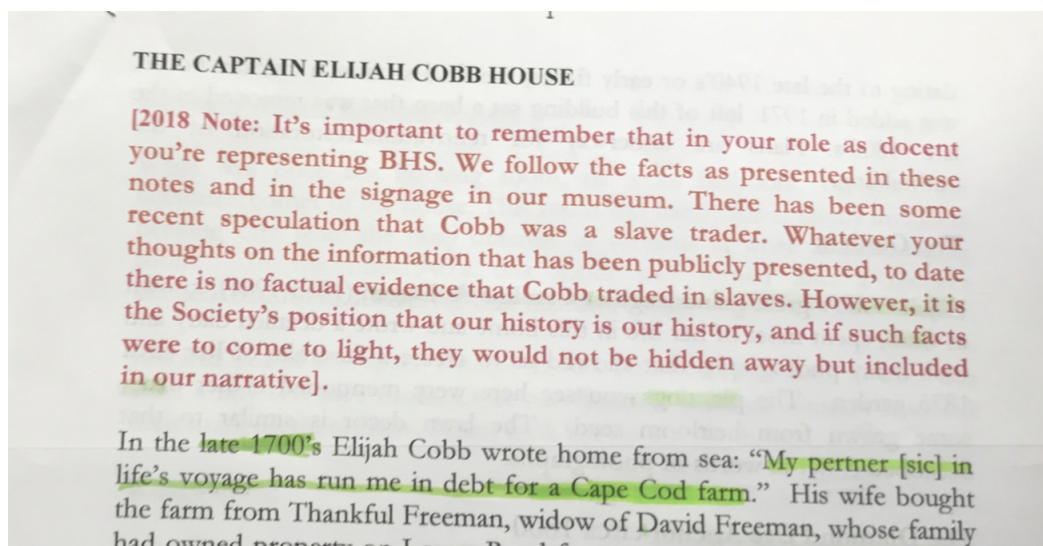 1
THE CAPTAIN ELIJAH COBB HOUSE
[2018 Note: It's important to remember that in your role as docent
you're representing BHS. We follow the facts as presented in these
notes and in the signage in our museum. There has been some
recent speculation that Cobb was a slave trader. Whatever your
thoughts on the information that has been publicly presented, to date
there is no factual evidence that Cobb traded in slaves. However, it is
the Society's position that our history is our history, and if such facts
were to come to light, they would not be hidden away but included
in our narrative].
In the late 1700's Elijah Cobb wrote home from sea: “My pertner [sic] in
life's voyage has run me in debt for a Cape Cod farm.” His wife bought
the farm from Thankful Freeman, widow of David Freeman, whose family
had owned property on